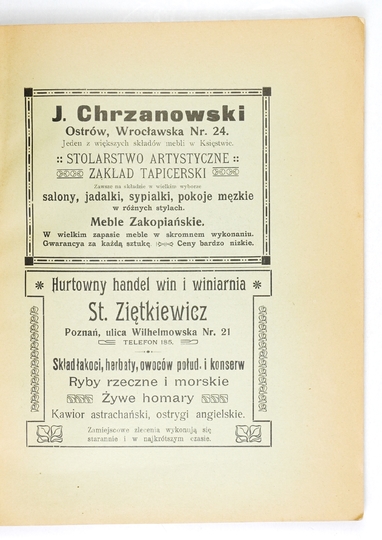 J. Chrzanowski
Ostrów, Wrocławska Nr. 24.
Jeden z większych składów mebli w Księstwie.
:: STOLARSTWO ARTYSTYCZNE ::
ZAKŁAD TAPICERSKI
Zawsze na składzie w wielkim wyborze
salony, jadalki, sypialki, pokoje męzkie
w różnych stylach.
Meble Zakopiańskie.
W wielkim zapasie meble w skromnem wykonaniu.
Gwarancya za każdą sztukę Ceny bardzo nizkie.
* Hurtowny handel win i winiarnia *
St. Ziętkiewicz
Poznań, ulica Wilhelmowska Nr. 21
TELEFON 185.
Skład łakoci, herbaty, owoców połud. i konserw
Ryby rzeczne i morskie
Żywe homary
Kawior astrachański, ostrygi angielskie.
Zamiejscowe zlecenia wykonują się
starannie i w najkrótszym czasie.